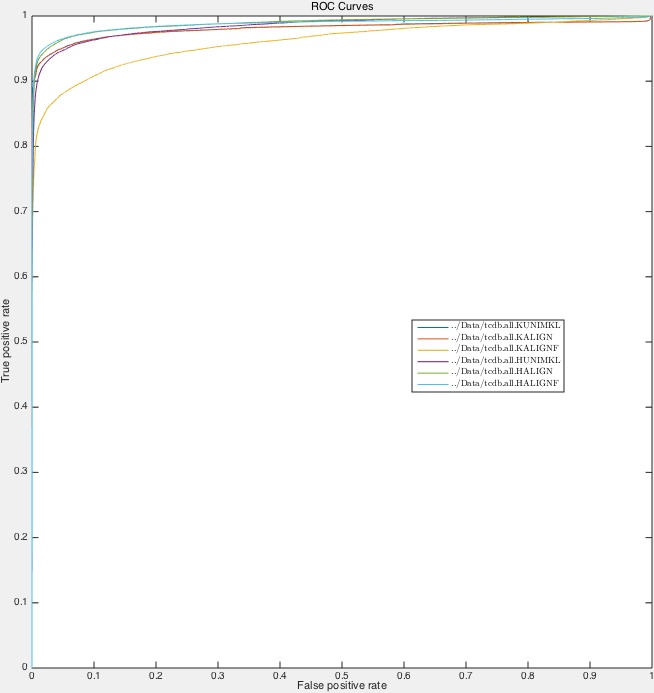 ROC Curves
1
0.9
0.8
0.7
0.6
0.5
0.4
0.3
0.2
0.1
0
True positive rate
../Data/tcdb.all.KUNIMKL
../Data/tcdb.all.KALIGN
../Data/tcdb.all.KALIGNF
../Data/tcdb.all.HUNIMKL
../Data/tcdb.all.HALIGN
../Data/tcdb.all.HALIGNF
0 0.1 0.2 0.3 0.4 0.5 0.6 0.7 0.8 0.9 1
False positive rate